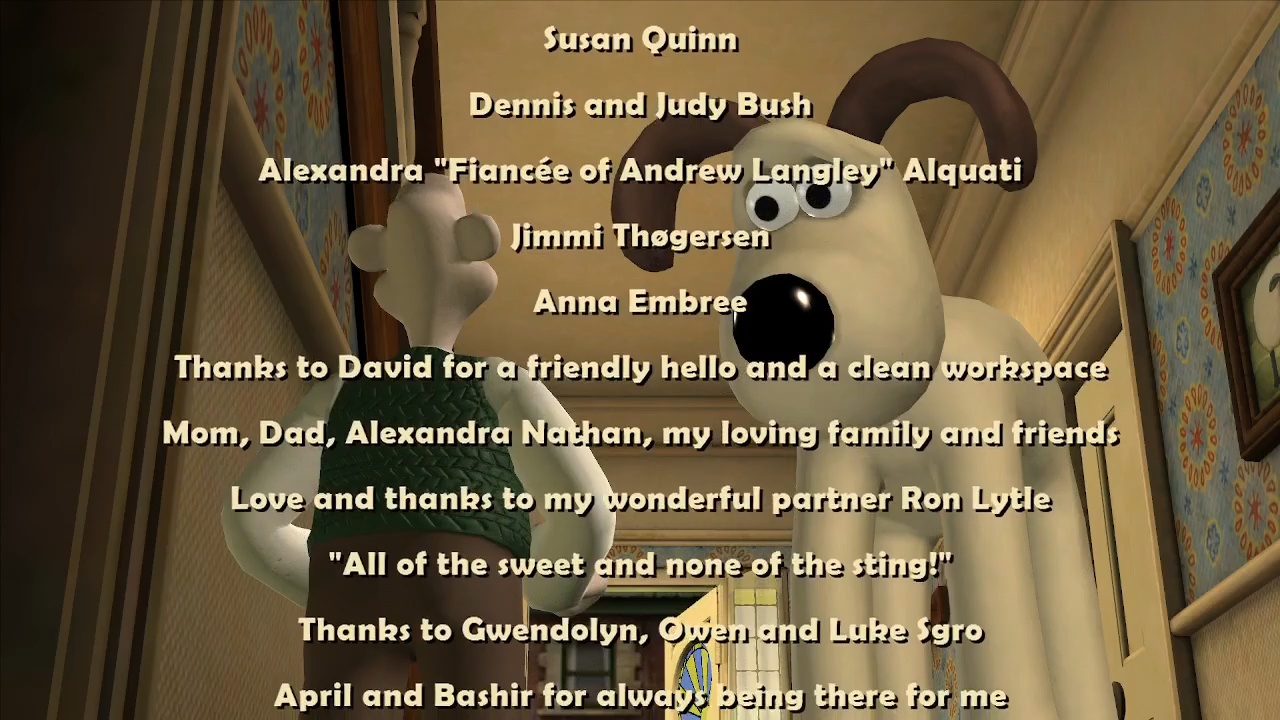 Susan Quinn
Dennis and Judy Bush
Alexandra "Fiancée of Andrew Langley" Alquati
Jimmi Thøgersen
Anna Embree
Thanks to David for a friendly hello and a clean workspace
Mom, Dad, Alexandra Nathan, my loving family and friends
Love and thanks to my wonderful partner Ron Lytle
"All of the sweet and none of the sting!"
Thanks to Gwendolyn, Owen and Luke Sgro
April and Bashir for always being there for me